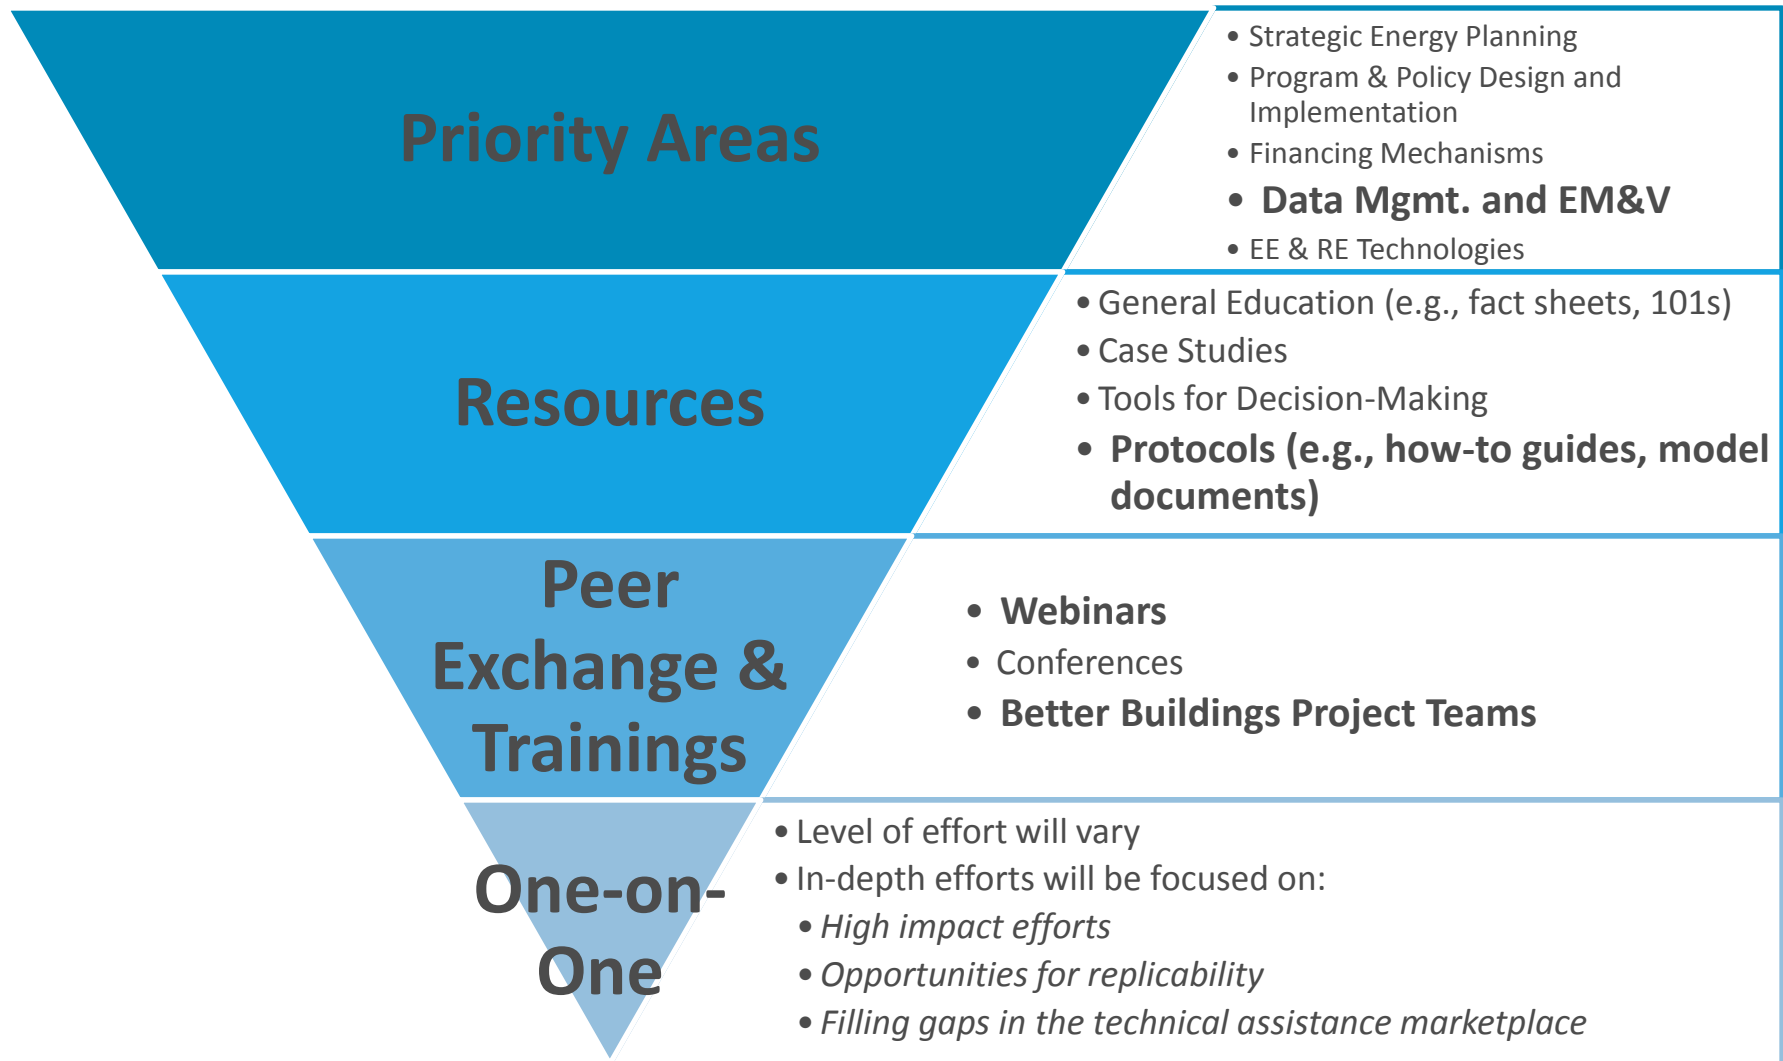 Priority Areas
• Strategic Energy Planning
• Program & Policy Design and
Implementation
• Financing Mechanisms
• Data Mgmt. and EM&V
• EE & RE Technologies
Resources
• General Education (e.g., fact sheets, 101s)
• Case Studies
• Tools for Decision-Making
• Protocols (e.g., how-to guides, model
documents)
Peer
Exchange &
Trainings
• Webinars
• Conferences
• Better Buildings Project Teams
One-on-
One
• Level of effort will vary
• In-depth efforts will be focused on:
• High impact efforts
• Opportunities for replicability
• Filling gaps in the technical assistance marketplace